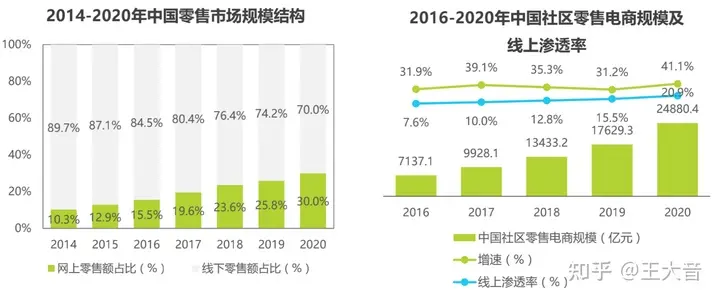 2014-2020年中国零售市场规模结构
100%
80%
60%
40%
20%
0%
89.7% 87.1% 84.5% 80.4% 76.4% 74.2% 70.0%
10.3% 12.9% 15.5% 19.6% 23.6% 25.8% 30.0%
2014 2015 2016 2017 2018 2019 2020
网上零售额占比（%） 线下零售额占比（%）
2016-2020年中国社区零售电商规模及
线上渗透率
31.9% 39.1% 35.3% 31.2% 41.1%
7.6% 10.0% 12.8% 15.5% 20.9%
7137.1 9928.1 13433.2 17629.3 24880.4
2016 2017 2018 2019 2020
中国社区零售电商规模（亿元）
增速（%）
线上渗透率（%）
知乎 @王大音